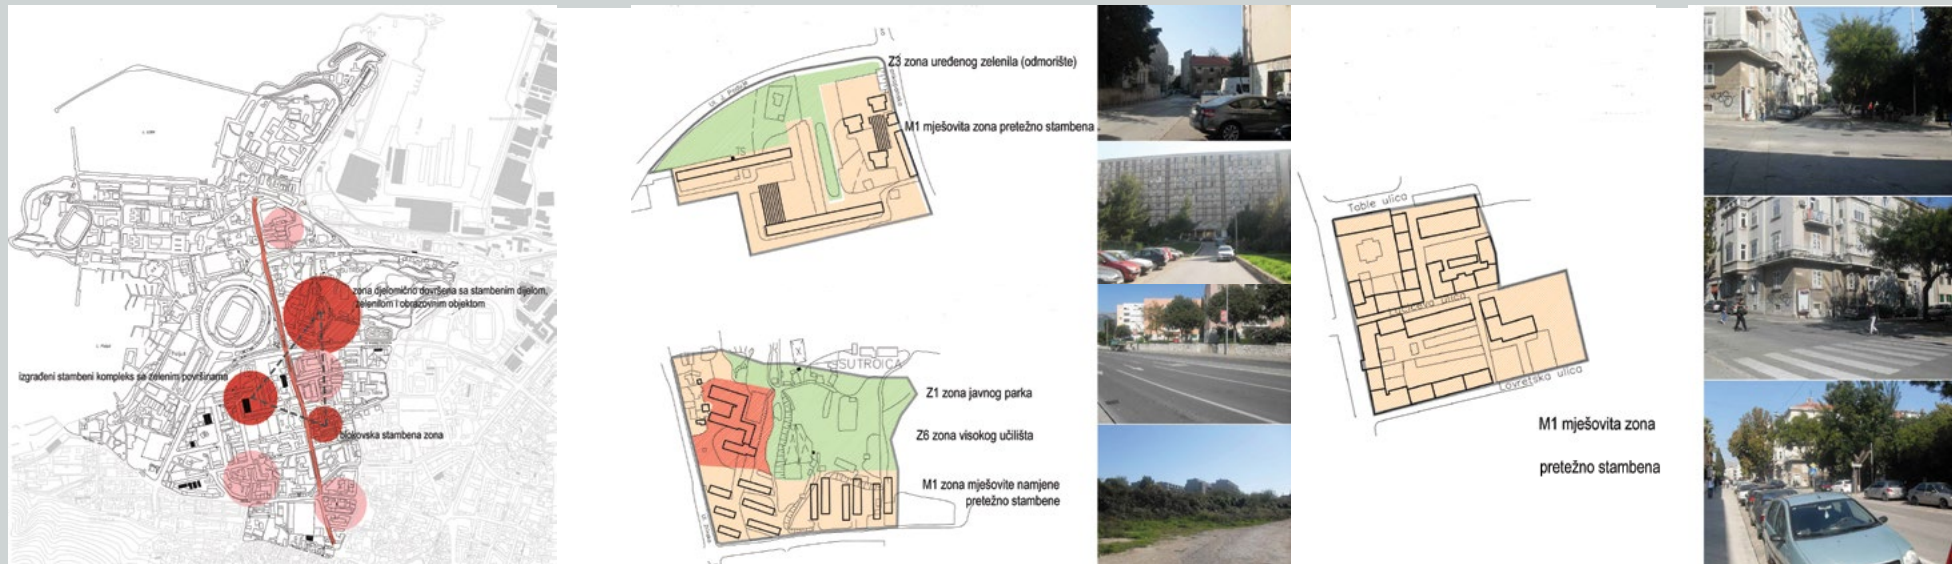 zona djelomično dovršena sa stambenim dijelom,
zelenilom i obrazovnim objektom
izgrađeni stambeni kompleks sa zelenim površinama
blokovska stambena zona
Z3 zona uređenog zelenila (odmorište)
M1 mješovita zona pretežno stambena
TS
SUTROICA
Z1 zona javnog parka
Z6 zona visokog učilišta
M1 zona mješovite namjene
pretežno stambene
Table ulica
ulica
Lovretska ulica
M1 mješovita zona
pretežno stambena